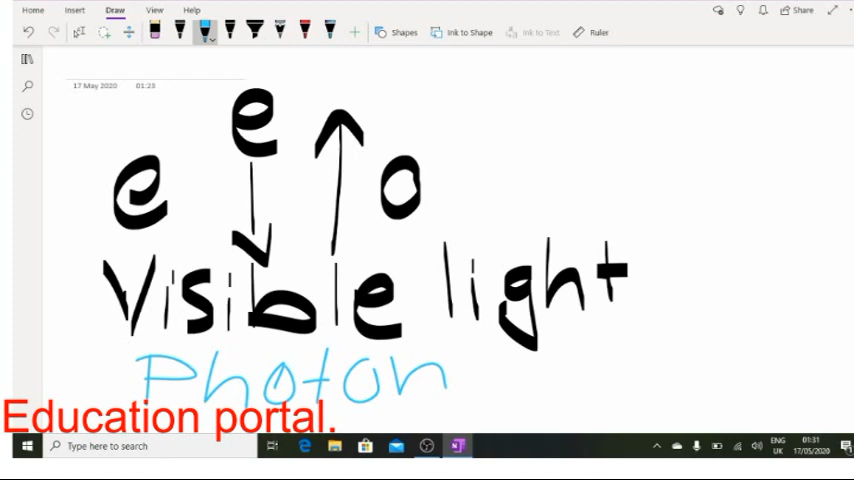 Home Insert Draw View Help Share
Shapes Ink to Shape Ink to Text Ruler
17 May 2020 01:23
e
e o
Visible light
Photon
Education portal.
Type here to search
ENG 01:31
UK 17/05/2020